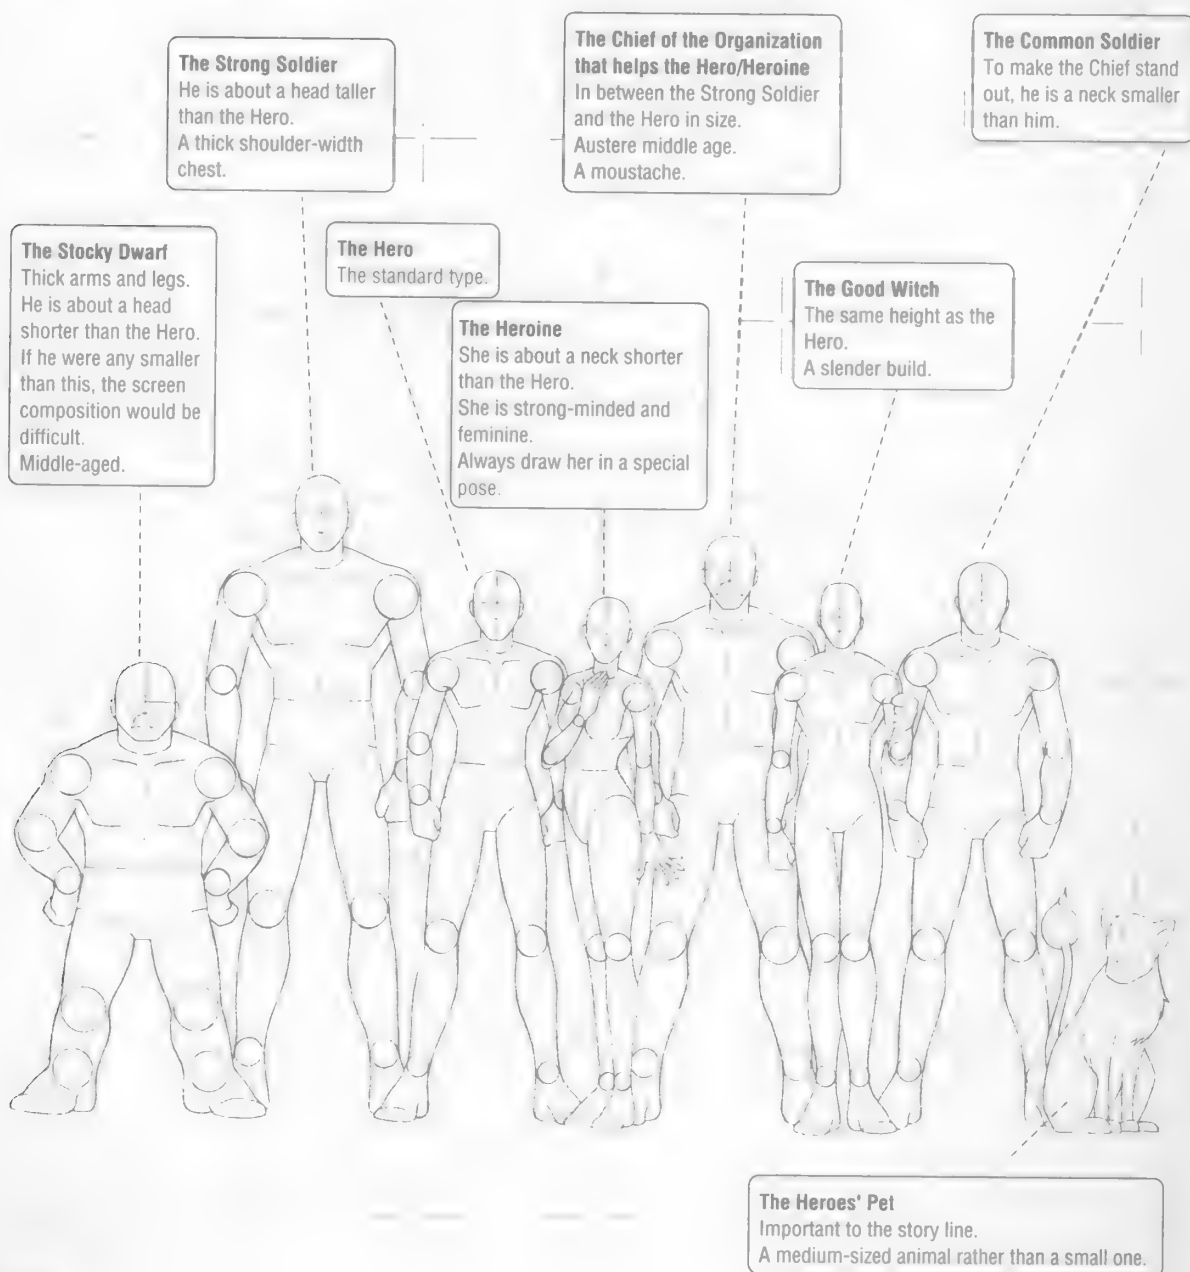 The Strong Soldier
He is about a head taller
than the Hero.
A thick shoulder-width
chest.
The Chief of the Organization
that helps the Hero/Heroine
In between the Strong Soldier
and the Hero in size.
Austere middle age.
A moustache.
The Common Soldier
To make the Chief stand
out, he is a neck smaller
than him.
The Stocky Dwarf
Thick arms and legs.
He is about a head
shorter than the Hero.
If he were any smaller
than this, the screen
composition would be
difficult.
Middle-aged.
The Hero
The standard type.
The Heroine
She is about a neck shorter
than the Hero.
She is strong-minded and
feminine.
Always draw her in a special
pose.
The Good Witch
The same height as the
Hero.
A slender build.
The Heroes' Pet
Important to the story line.
A medium-sized animal rather than a small one.